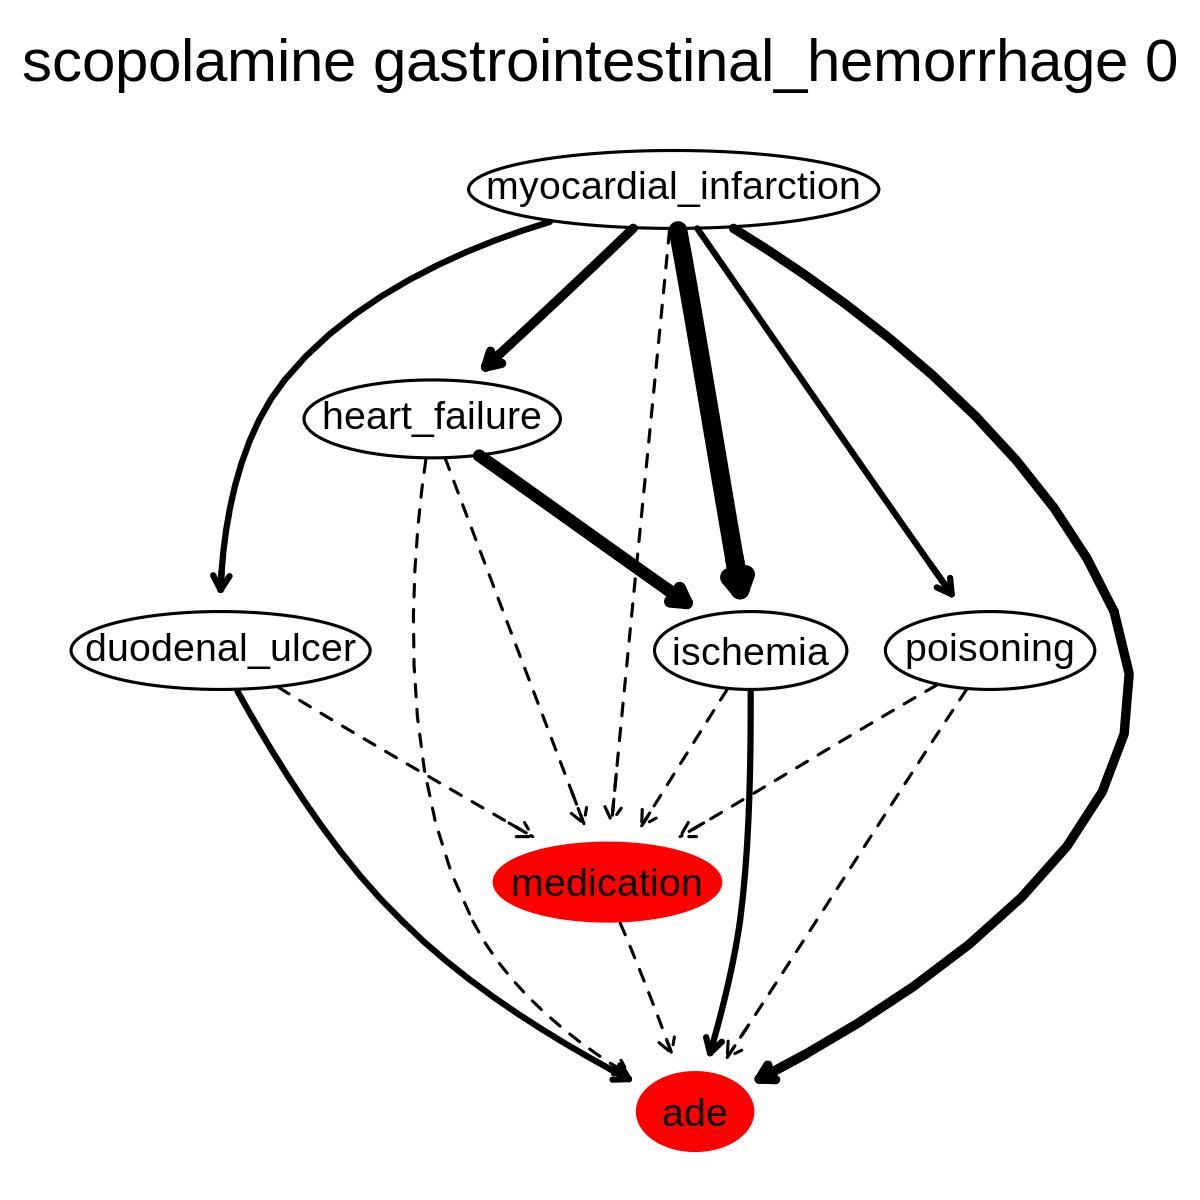 scopolamine gastrointestinal_hemorrhage 0
myocardial_infarction
heart_failure
duodenal_ulcer
ischemia
poisoning
medication
ade